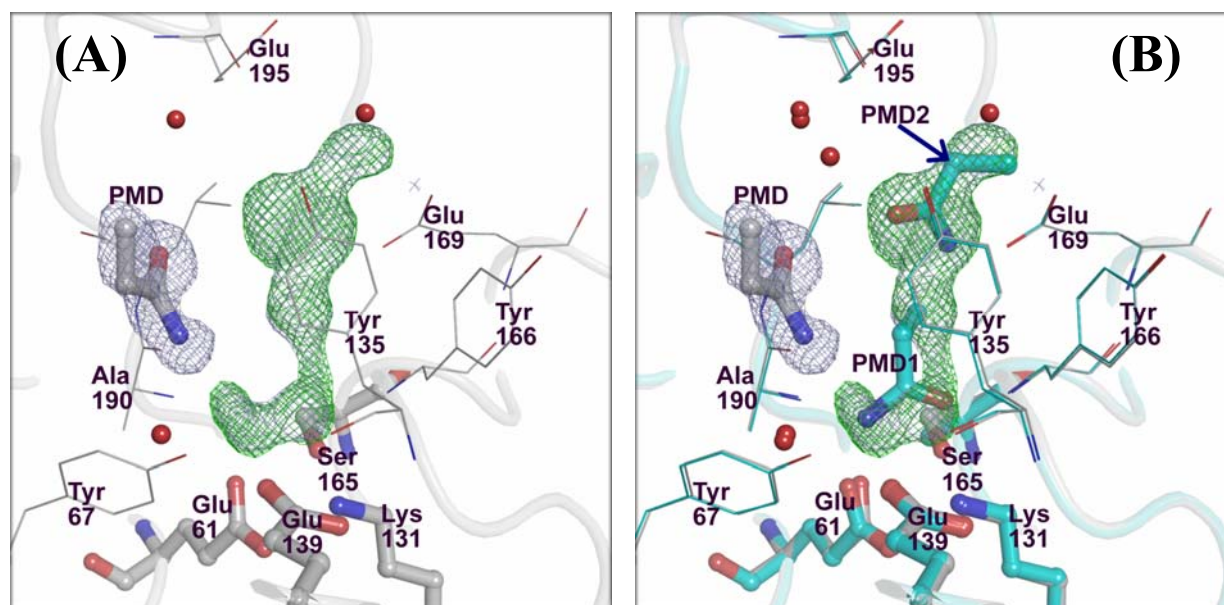 (A)
Glu
195
PMD
Glu
169
Tyr
135
Tyr
166
Ala
190
Ser
165
Tyr
67
Glu
61
Glu
139
Lys
131
(B)
Glu
195
PMD2
PMD
Glu
169
Tyr
135
Tyr
166
PMD1
Ala
190
Ser
165
Tyr
67
Glu
61
Glu
139
Lys
131